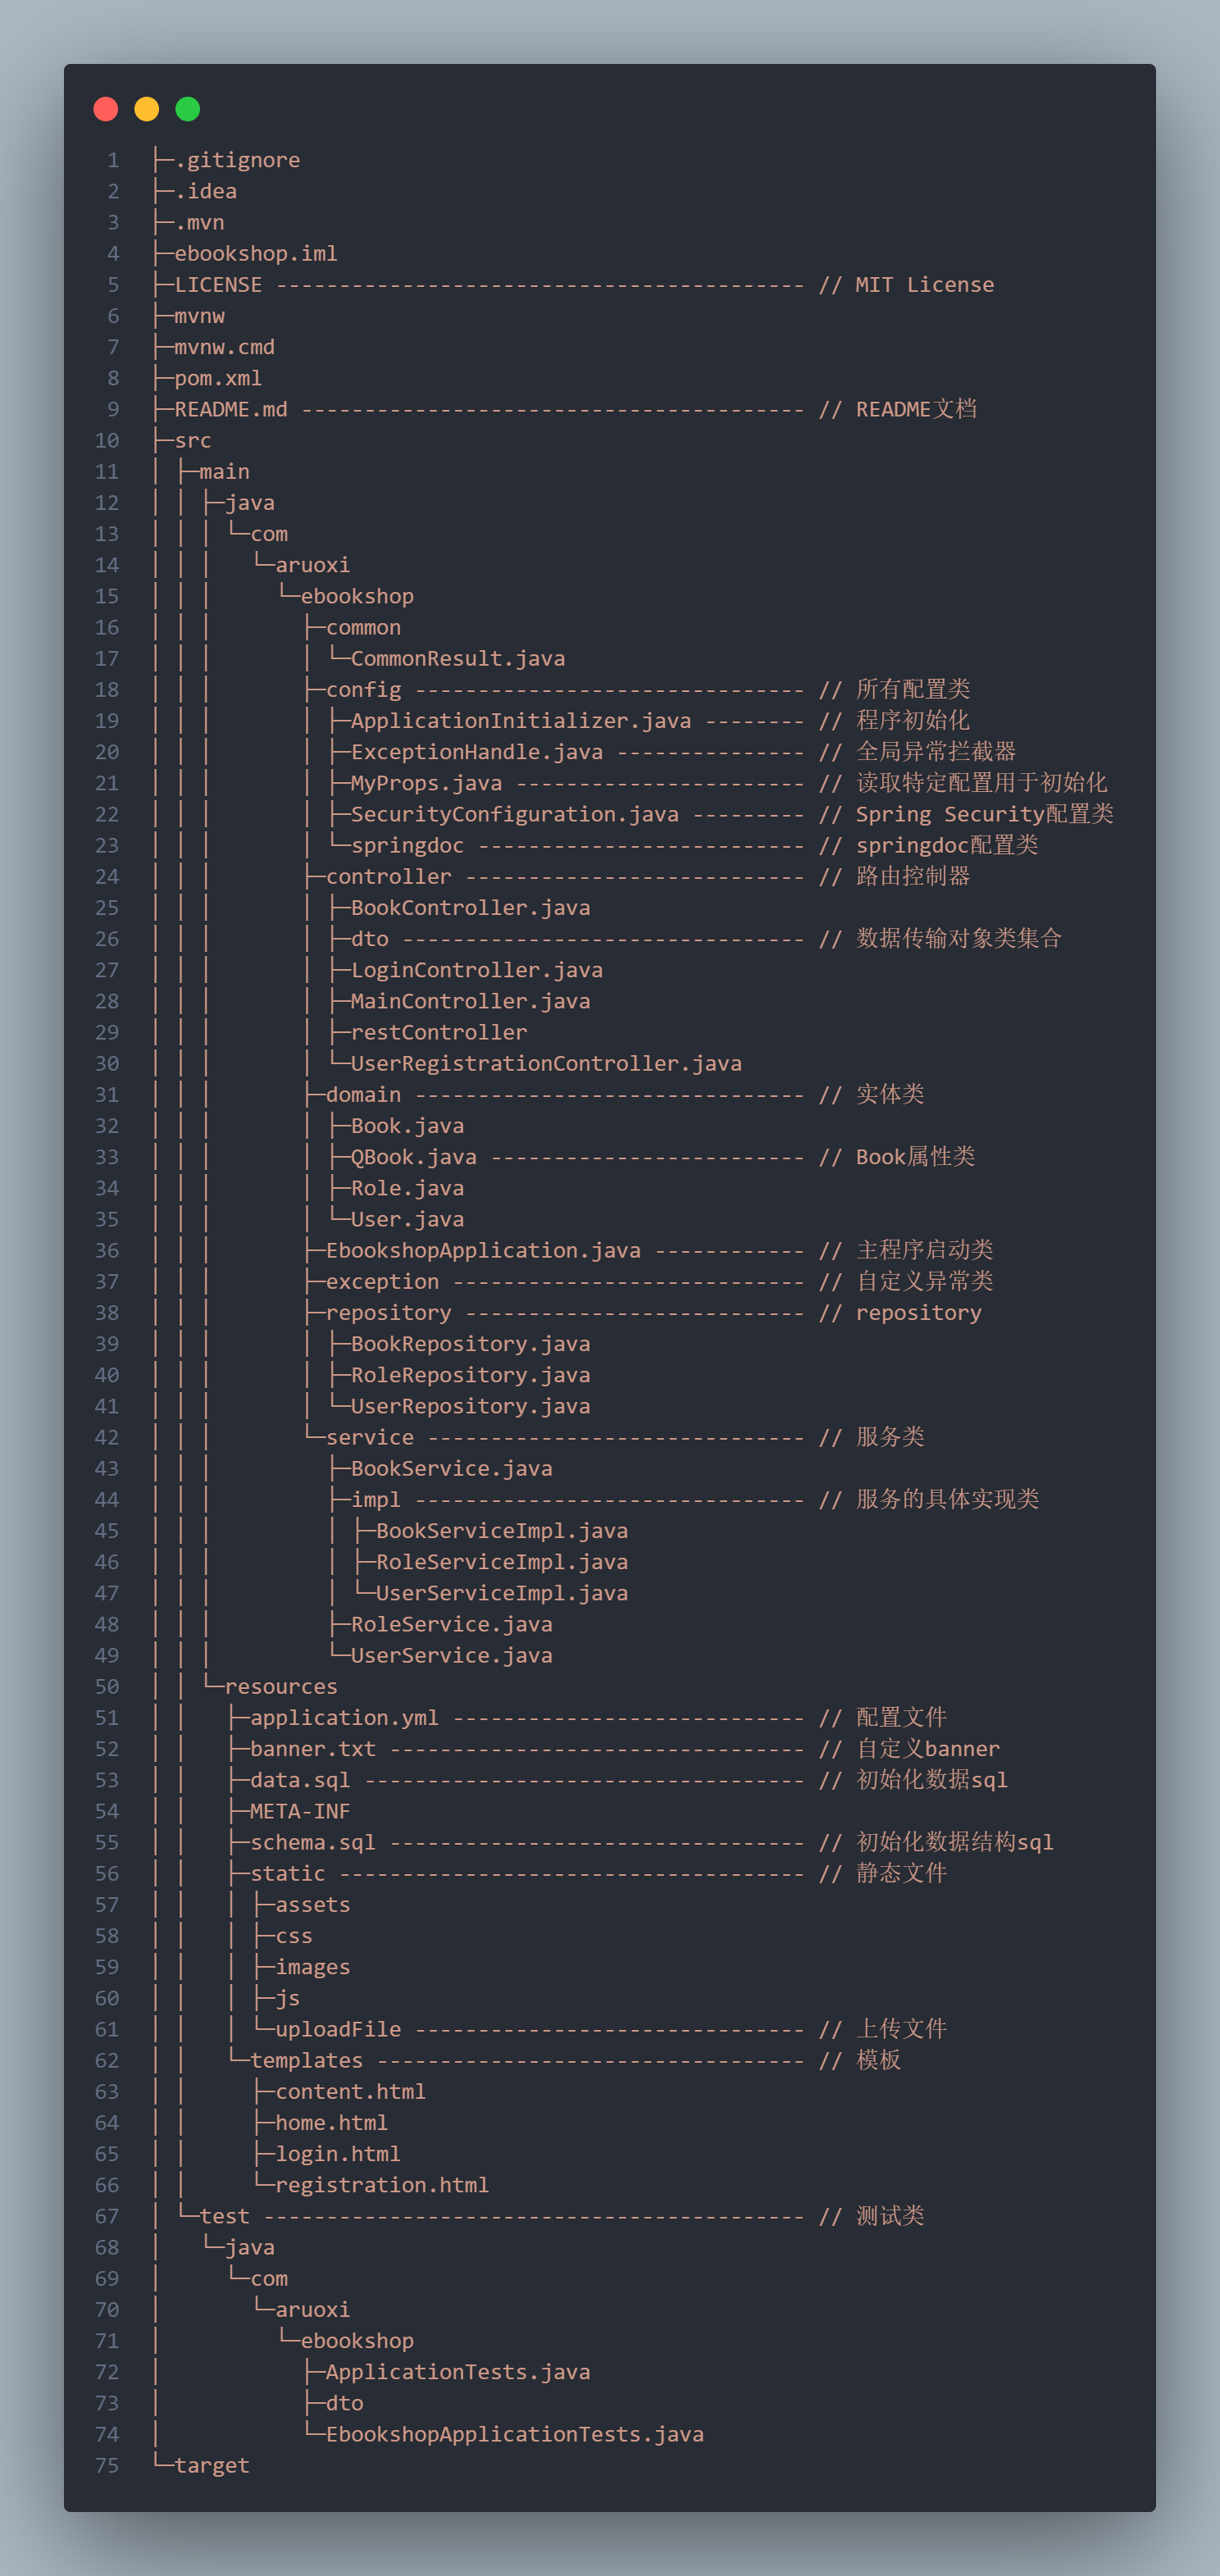 1 ├─.gitignore
2 ├─.idea
3 ├─.mvn
4 ├─ebookshop.iml
5 ├─LICENSE ------------------------------------------ // MIT License
6 ├─mvnw
7 ├─mvnw.cmd
8 ├─pom.xml
9 ├─README.md ---------------------------------------- // README文档
10 ├─src
11 │ ├─main
12 │ │ ├─java
13 │ │ │ └─com
14 │ │ │   └─aruoxi
15 │ │ │     └─ebookshop
16 │ │ │       ├─common
17 │ │ │       │ └─CommonResult.java
18 │ │ │       ├─config ------------------------------- // 所有配置类
19 │ │ │       │ ├─ApplicationInitializer.java -------- // 程序初始化
20 │ │ │       │ ├─ExceptionHandle.java --------------- // 全局异常拦截器
21 │ │ │       │ ├─MyProps.java ----------------------- // 读取特定配置用于初始化
22 │ │ │       │ ├─SecurityConfiguration.java --------- // Spring Security配置类
23 │ │ │       │ └─springdoc -------------------------- // springdoc配置类
24 │ │ │       ├─controller --------------------------- // 路由控制器
25 │ │ │       │ ├─BookController.java
26 │ │ │       │ ├─dto -------------------------------- // 数据传输对象类集合
27 │ │ │       │ ├─LoginController.java
28 │ │ │       │ ├─MainController.java
29 │ │ │       │ ├─restController
30 │ │ │       │ └─UserRegistrationController.java
31 │ │ │       ├─domain ------------------------------- // 实体类
32 │ │ │       │ ├─Book.java
33 │ │ │       │ ├─QBook.java ------------------------- // Book属性类
34 │ │ │       │ ├─Role.java
35 │ │ │       │ └─User.java
36 │ │ │       ├─EbookshopApplication.java ------------ // 主程序启动类
37 │ │ │       ├─exception ---------------------------- // 自定义异常类
38 │ │ │       ├─repository --------------------------- // repository
39 │ │ │       │ ├─BookRepository.java
40 │ │ │       │ ├─RoleRepository.java
41 │ │ │       │ └─UserRepository.java
42 │ │ │       └─service ------------------------------ // 服务类
43 │ │ │         ├─BookService.java
44 │ │ │         ├─impl ------------------------------- // 服务的具体实现类
45 │ │ │         │ ├─BookServiceImpl.java
46 │ │ │         │ ├─RoleServiceImpl.java
47 │ │ │         │ └─UserServiceImpl.java
48 │ │ │         ├─RoleService.java
49 │ │ │         └─UserService.java
50 │ │ └─resources
51 │ │   ├─application.yml ---------------------------- // 配置文件
52 │ │   ├─banner.txt --------------------------------- // 自定义banner
53 │ │   ├─data.sql ----------------------------------- // 初始化数据sql
54 │ │   ├─META-INF
55 │ │   ├─schema.sql --------------------------------- // 初始化数据结构sql
56 │ │   ├─static ------------------------------------- // 静态文件
57 │ │   │ ├─assets
58 │ │   │ ├─css
59 │ │   │ ├─images
60 │ │   │ ├─js
61 │ │   │ └─uploadFile ------------------------------- // 上传文件
62 │ │   └─templates ---------------------------------- // 模板
63 │ │     ├─content.html
64 │ │     ├─home.html
65 │ │     ├─login.html
66 │ │     └─registration.html
67 │ └─test ------------------------------------------- // 测试类
68 │   └─java
69 │     └─com
70 │       └─aruoxi
71 │         └─ebookshop
72 │           ├─ApplicationTests.java
73 │           ├─dto
74 │           └─EbookshopApplicationTests.java
75 └─target